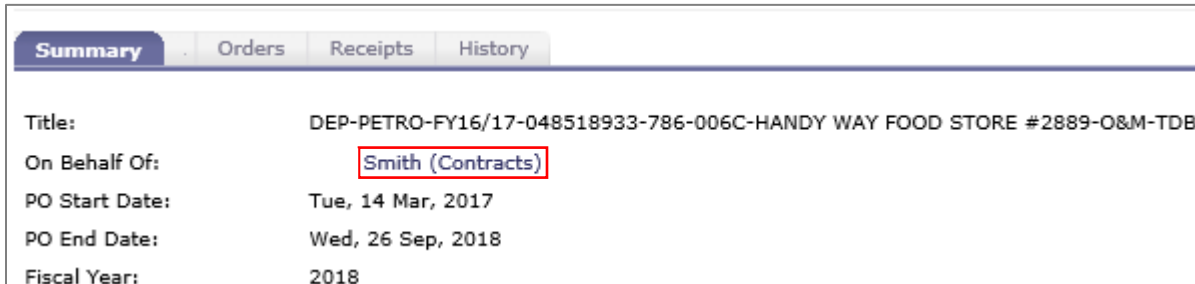 Summary . Orders Receipts History
Title: DEP-PETRO-FY16/17-048518933-786-006C-HANDY WAY FOOD STORE #2889-O&M-TDB
On Behalf Of: Smith (Contracts)
PO Start Date: Tue, 14 Mar, 2017
PO End Date: Wed, 26 Sep, 2018
Fiscal Year: 2018